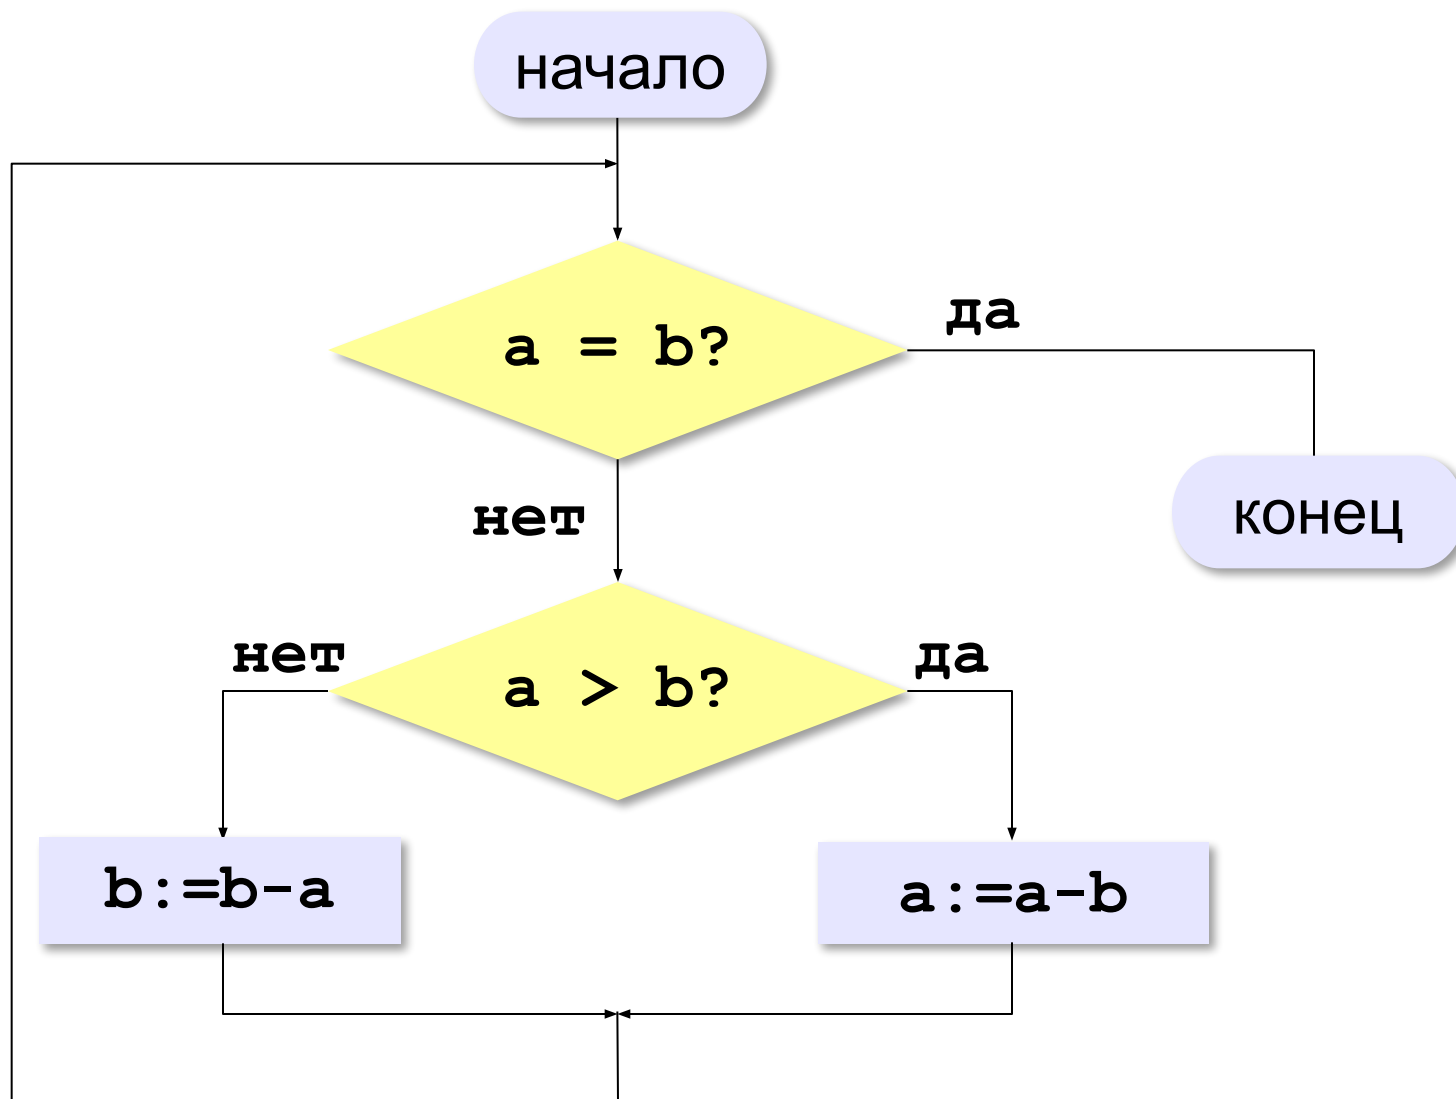 начало
a = b?
да
конец
нет
нет
a > b?
да
b:=b-a
a:=a-b